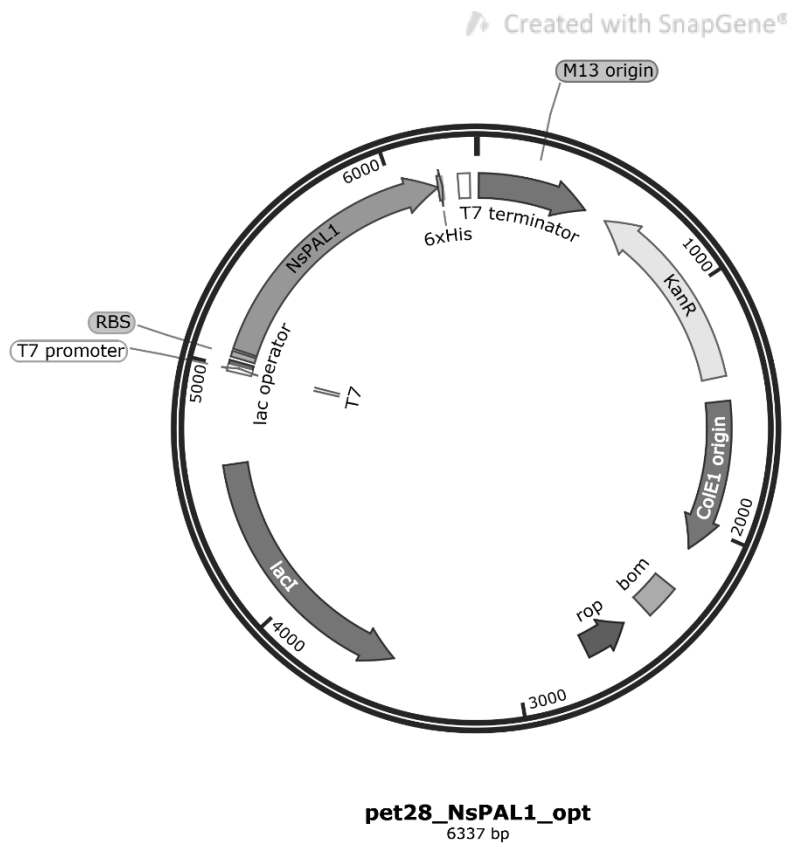 Created with SnapGene®
M13 origin
6000
T7 terminator
6xHis
NsPAL1
1000
KanR
RBS
T7 promoter
5000
lac operator
T7
ColE1 origin
2000
lacI
bom
rop
4000
3000
pet28_NsPAL1_opt
6337 bp